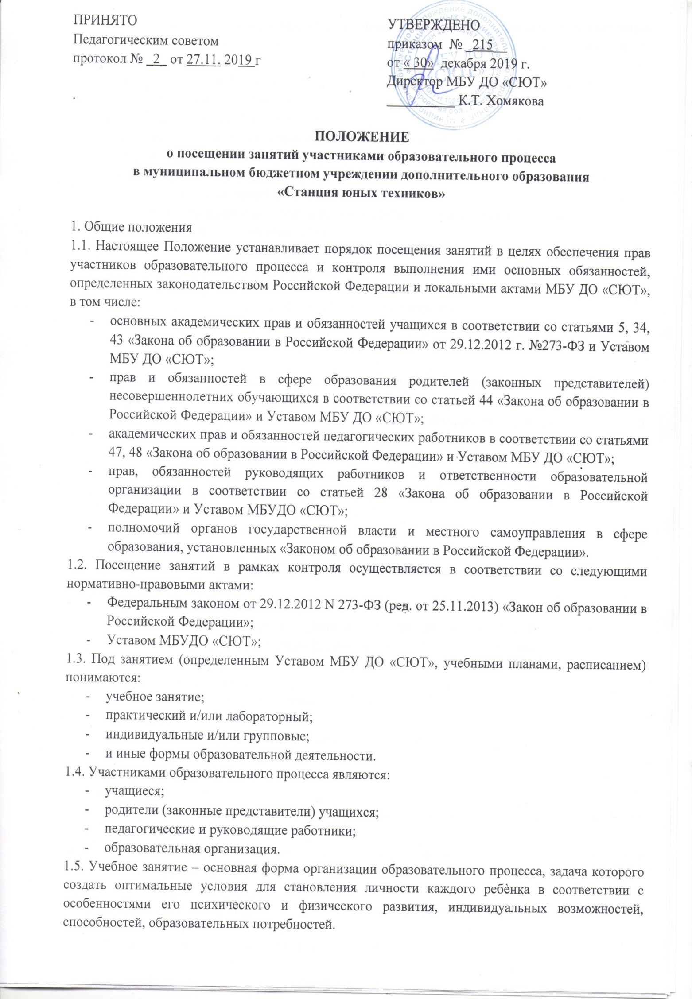 ПРИНЯТО
Педагогическим советом
протокол № _2_ от 27.11. 2019 г
УТВЕРЖДЕНО
приказом № _215__
от « 30» декабря 2019 г.
Директор МБУ ДО «СЮТ»
__________ К.Т. Хомякова
МБУ ДО
«СЮТ»
ПОЛОЖЕНИЕ
о посещении занятий участниками образовательного процесса
в муниципальном бюджетном учреждении дополнительного образования
«Станция юных техников»
1. Общие положения
1.1. Настоящее Положение устанавливает порядок посещения занятий в целях обеспечения прав
участников образовательного процесса и контроля выполнения ими основных обязанностей,
определенных законодательством Российской Федерации и локальными актами МБУ ДО «СЮТ»,
в том числе:
- основных академических прав и обязанностей учащихся в соответствии со статьями 5, 34,
43 «Закона об образовании в Российской Федерации» от 29.12.2012 г. №273-ФЗ и Уставом
МБУ ДО «СЮТ»;
- прав и обязанностей в сфере образования родителей (законных представителей)
несовершеннолетних обучающихся в соответствии со статьей 44 «Закона об образовании в
Российской Федерации» и Уставом МБУ ДО «СЮТ»;
- академических прав и обязанностей педагогических работников в соответствии со статьями
47, 48 «Закона об образовании в Российской Федерации» и Уставом МБУ ДО «СЮТ»;
- прав, обязанностей руководящих работников и ответственности образовательной
организации в соответствии со статьей 28 «Закона об образовании в Российской
Федерации» и Уставом МБУДО «СЮТ»;
- полномочий органов государственной власти и местного самоуправления в сфере
образования, установленных «Законом об образовании в Российской Федерации».
1.2. Посещение занятий в рамках контроля осуществляется в соответствии со следующими
нормативно-правовыми актами:
- Федеральным законом от 29.12.2012 N 273-ФЗ (ред. от 25.11.2013) «Закон об образовании в
Российской Федерации»;
- Уставом МБУДО «СЮТ»;
1.3. Под занятием (определенным Уставом МБУ ДО «СЮТ», учебными планами, расписанием)
понимаются:
- учебное занятие;
- практический и/или лабораторный;
- индивидуальные и/или групповые;
- и иные формы образовательной деятельности.
1.4. Участниками образовательного процесса являются:
- учащиеся;
- родители (законные представители) учащихся;
- педагогические и руководящие работники;
- образовательная организация.
1.5. Учебное занятие – основная форма организации образовательного процесса, задача которого
создать оптимальные условия для становления личности каждого ребѐнка в соответствии с
особенностями его психического и физического развития, индивидуальных возможностей,
способностей, образовательных потребностей.